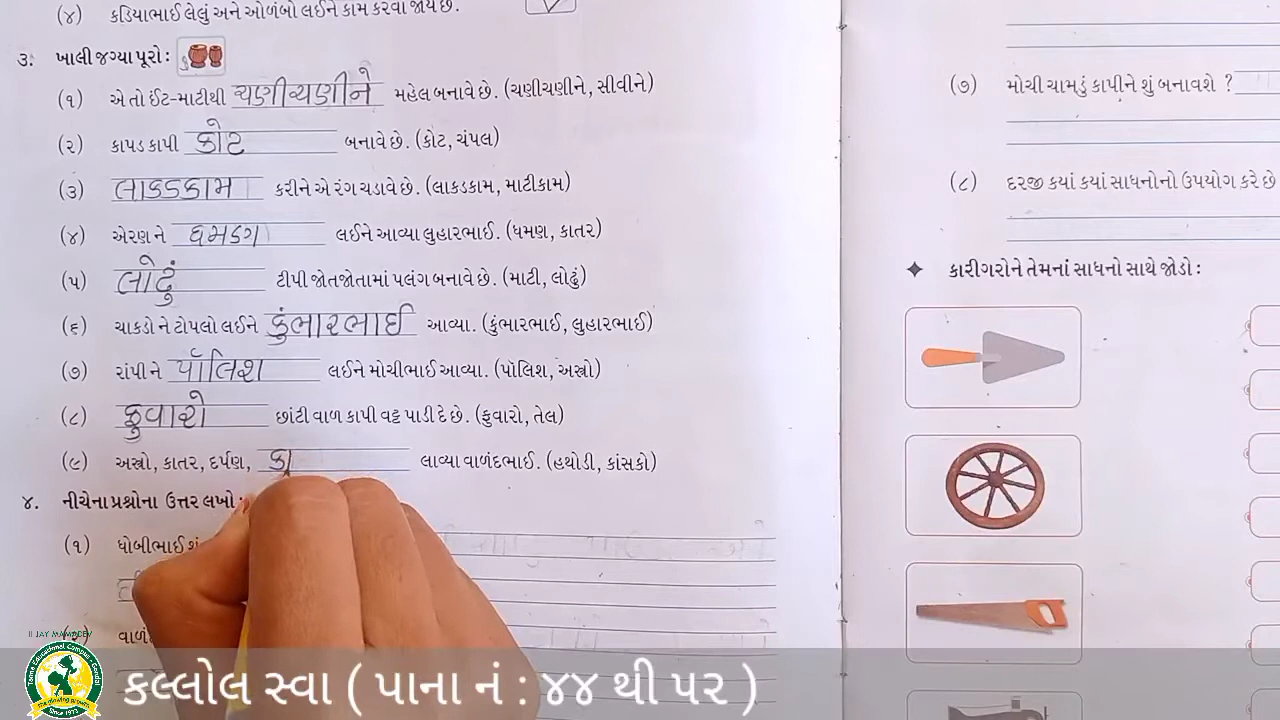 (૪) કડિયાભાઈ લેલું અને ઓળંબો લઈને કામ કરવા જાય છે.
૩. ખાલી જગ્યા પૂરો :
(૧) એ તો ઈંટ-માટીથી ચણીચણીને મહેલ બનાવે છે. (ચણીચણીને, સીવીને)
(૨) કાપડ કાપી કોટ બનાવે છે. (કોટ, ચંપલ)
(૩) લાકડકામ કરીને એ રંગ ચડાવે છે. (લાકડકામ, માટીકામ)
(૪) એરણ ને ધમણ લઈને આવ્યા લુહારભાઈ. (ધમણ, કાતર)
(૫) લોઢું ટીપી જોતજોતામાં પલંગ બનાવે છે. (માટી, લોઢું)
(૬) ચાકડો ને ટોપલો લઈને કુંભારભાઈ આવ્યા. (કુંભારભાઈ, લુહારભાઈ)
(૭) રાંપી ને પૉલિશ લઈને મોચીભાઈ આવ્યા. (પૉલિશ, અસ્ત્રો)
(૮) ફુવારો છાંટી વાળ કાપી વટ્ટ પાડી દે છે. (ફુવારો, તેલ)
(૯) અસ્ત્રો, કાતર, દર્પણ, કા લાવ્યા વાળંદભાઈ. (હથોડી, કાંસકો)
૪. નીચેના પ્રશ્નોના ઉત્તર લખો :
(૧) ધોબીભાઈ
(૭) મોચી ચામડું કાપીને શું બનાવશે ?
(૮) દરજી કયાં કયાં સાધનોનો ઉપયોગ કરે છે
✦ કારીગરોને તેમનાં સાધનો સાથે જોડો :
|| JAY MAMADEV
Since 1973
કલ્લોલ સ્વા ( પાના નં : ૪૪ થી ૫૨ )